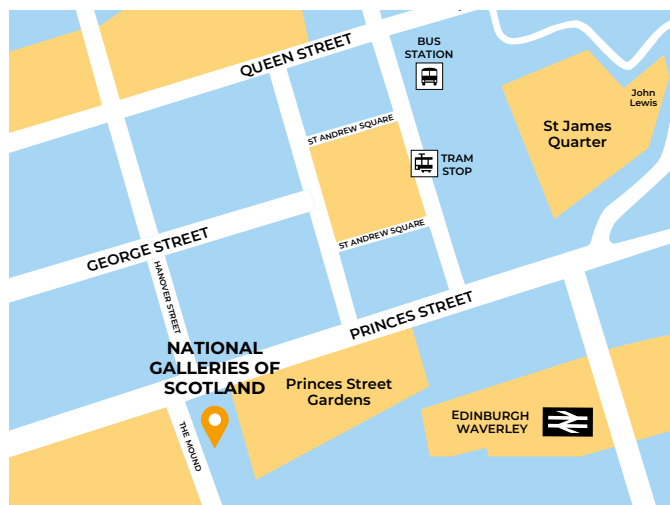 QUEEN STREET
BUS
STATION
John
Lewis
St James
Quarter
ST ANDREW SQUARE
TRAM
STOP
ST ANDREW SQUARE
GEORGE STREET
HANOVER STREET
PRINCES STREET
NATIONAL
GALLERIES OF
SCOTLAND
Princes Street
Gardens
EDINBURGH
WAVERLEY
THE MOUND